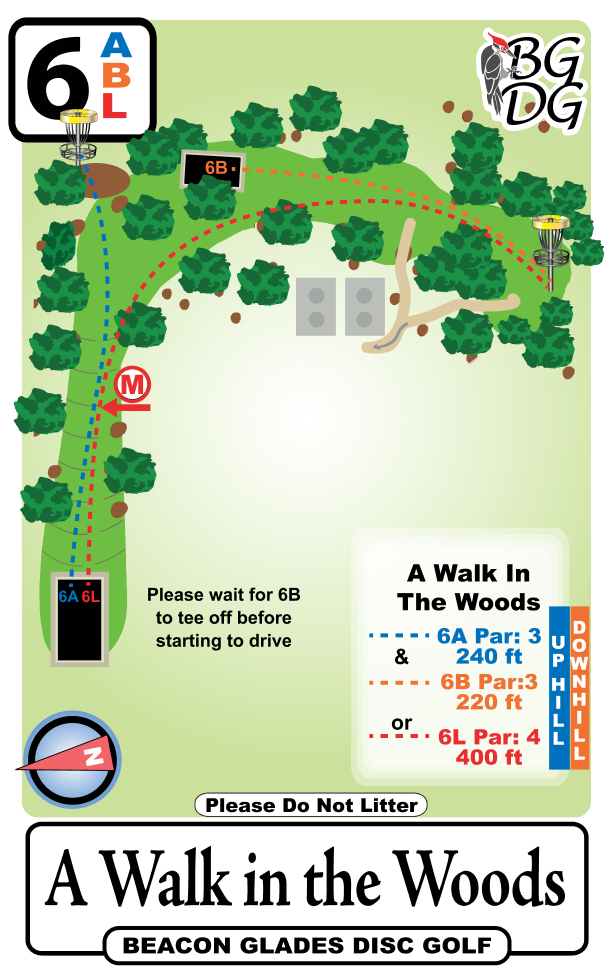 6
A
B
L
BG
DG
6B
M
6A 6L
Please wait for 6B
to tee off before
starting to drive
A Walk In
The Woods
6A Par: 3
& 240 ft
6B Par:3
220 ft
or
6L Par: 4
400 ft
UP HILL
DOWNHILL
N
Please Do Not Litter
A Walk in the Woods
BEACON GLADES DISC GOLF